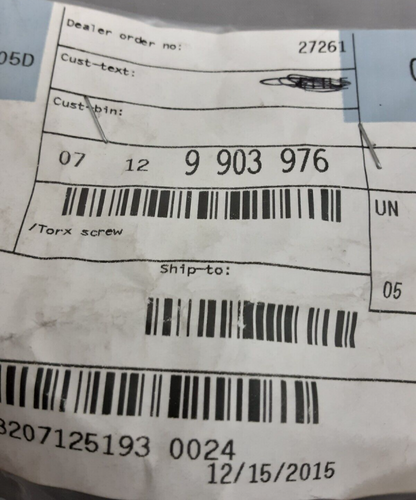 Dealer order no: 27261
05D
Cust-text:
Cust-bin:
07 12 9 903 976
UN
/Torx screw
Ship-to:
05
3207125193 0024
12/15/2015